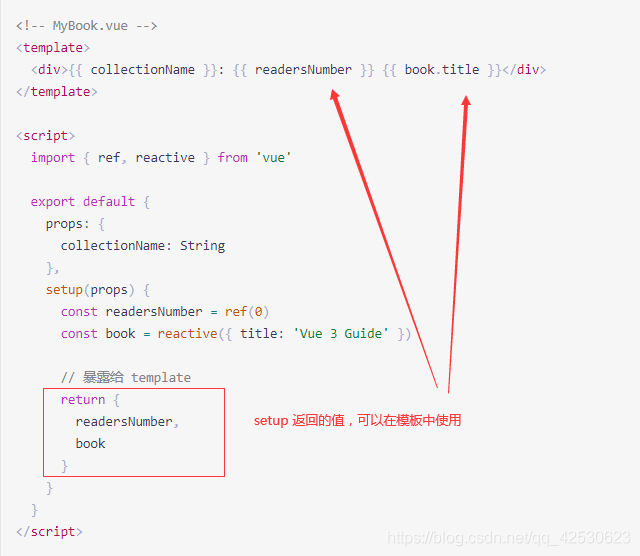 <!-- MyBook.vue -->
<template>
  <div>{{ collectionName }}: {{ readersNumber }} {{ book.title }}</div>
</template>

<script>
  import { ref, reactive } from 'vue'

  export default {
    props: {
      collectionName: String
    },
    setup(props) {
      const readersNumber = ref(0)
      const book = reactive({ title: 'Vue 3 Guide' })

      // 暴露给 template
      return {
        readersNumber,
        book
      }
    }
  }
</script>
setup 返回的值，可以在模板中使用
https://blog.csdn.net/qq_42530623